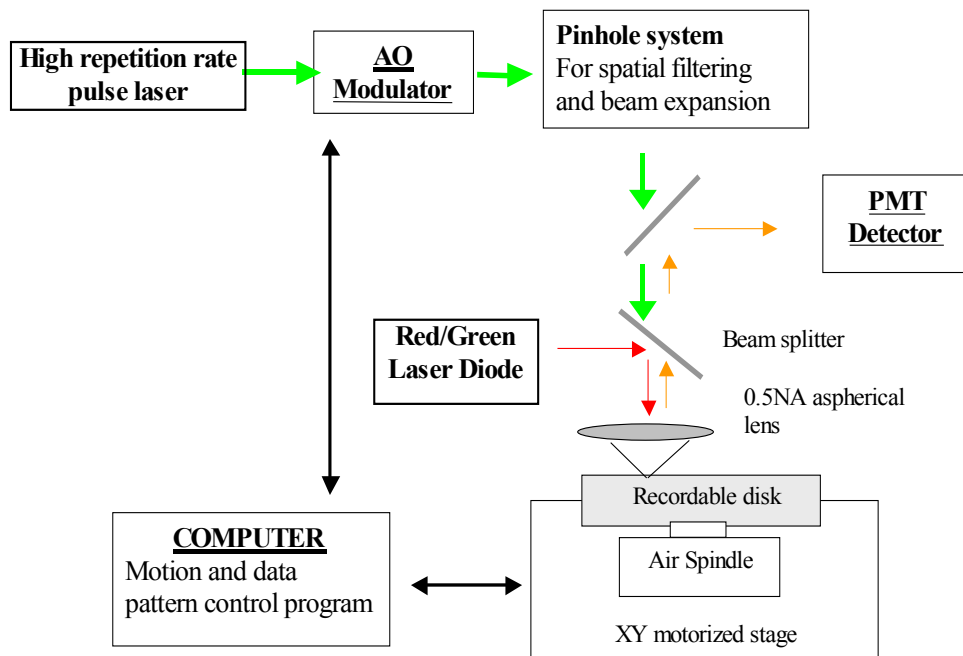 High repetition rate
pulse laser
AO
Modulator
Pinhole system
For spatial filtering
and beam expansion
PMT
Detector
Red/Green
Laser Diode
Beam splitter
0.5NA aspherical
lens
Recordable disk
COMPUTER
Motion and data
pattern control program
Air Spindle
XY motorized stage